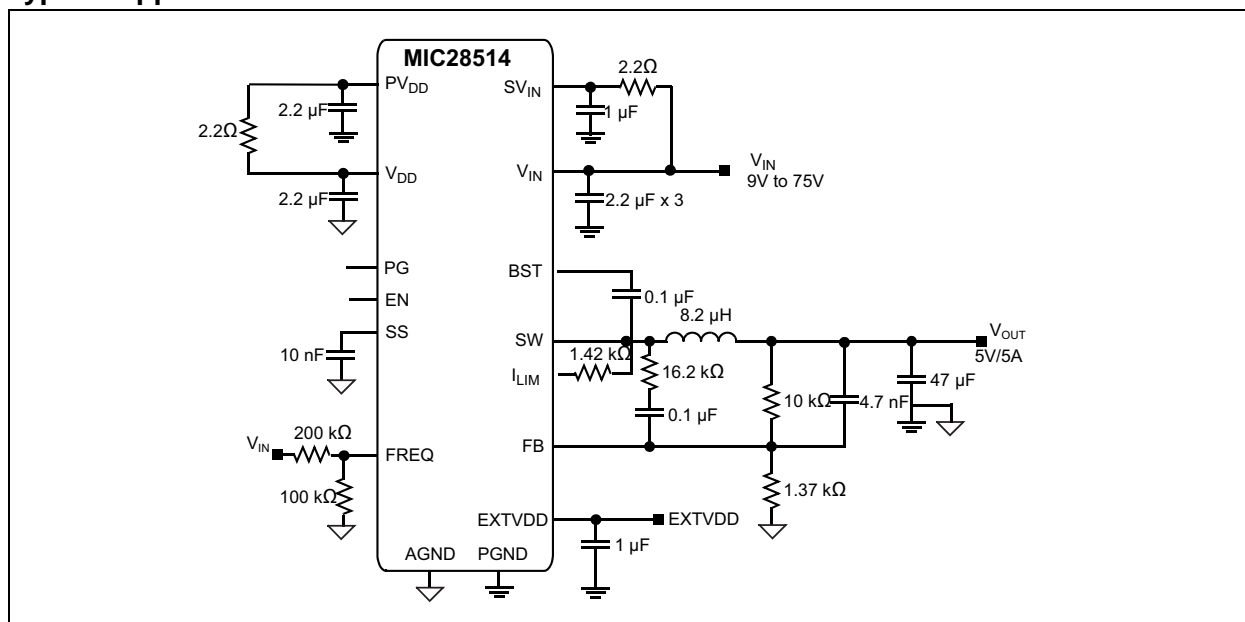 MIC28514
PVDD
2.2 µF
2.2Ω
VDD
2.2 µF
PG
EN
SS
10 nF
VIN
200 kΩ
FREQ
100 kΩ
AGND
PGND
SVIN
2.2Ω
1 µF
VIN
VIN
9V to 75V
2.2 µF x 3
BST
0.1 µF
8.2 µH
SW
VOUT
5V/5A
1.42 kΩ
ILIM
16.2 kΩ
47 µF
10 kΩ
4.7 nF
0.1 µF
FB
1.37 kΩ
EXTVDD
EXTVDD
1 µF